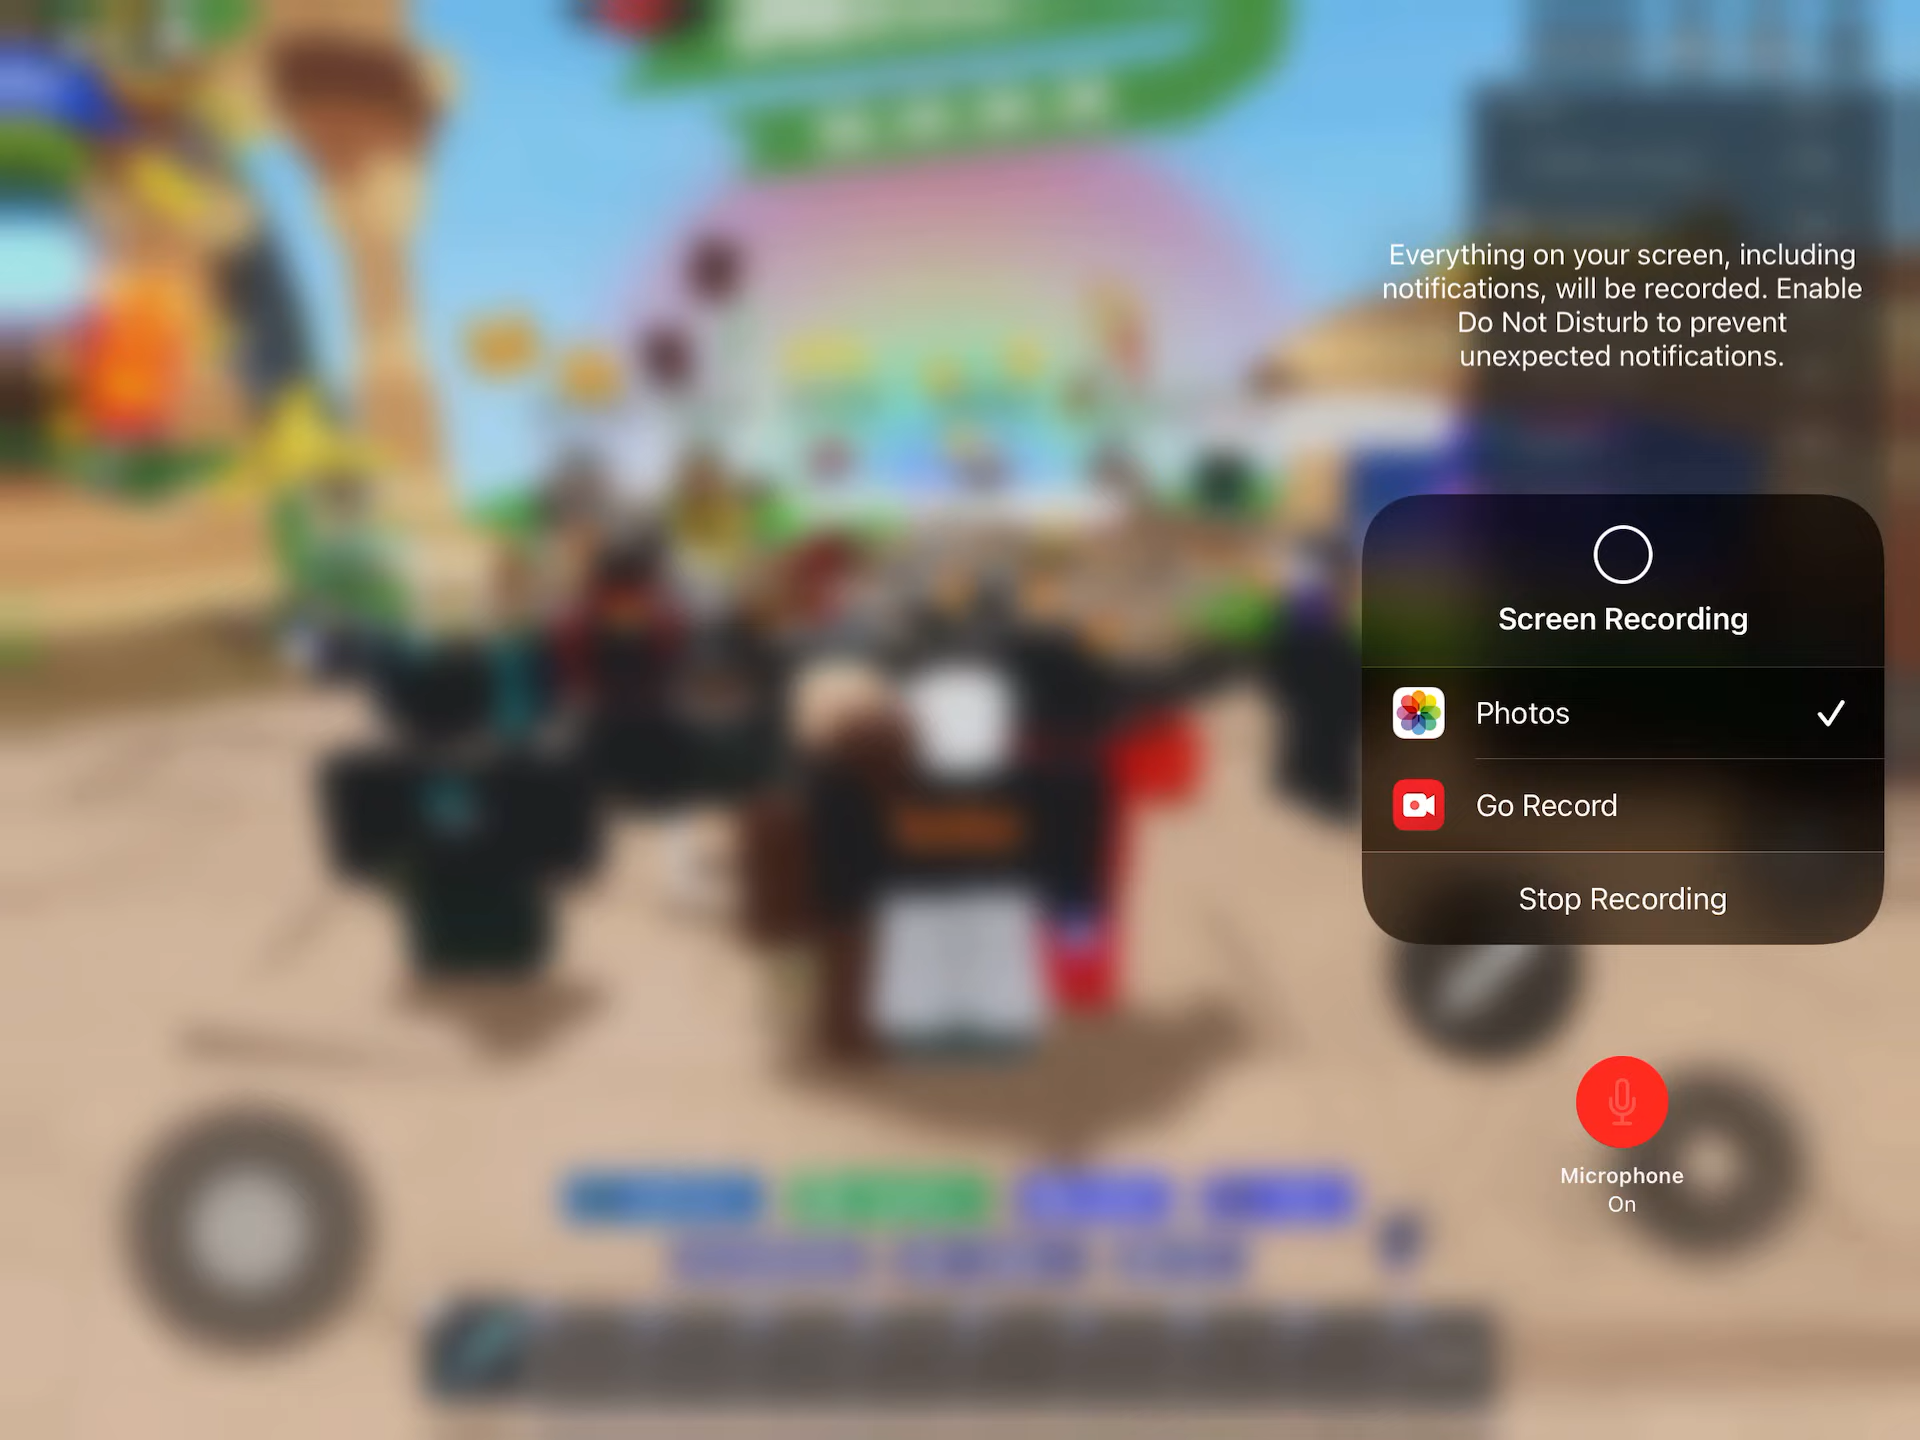 Everything on your screen, including
notifications, will be recorded. Enable
Do Not Disturb to prevent
unexpected notifications.
Screen Recording
Photos
Go Record
Stop Recording
Microphone
On